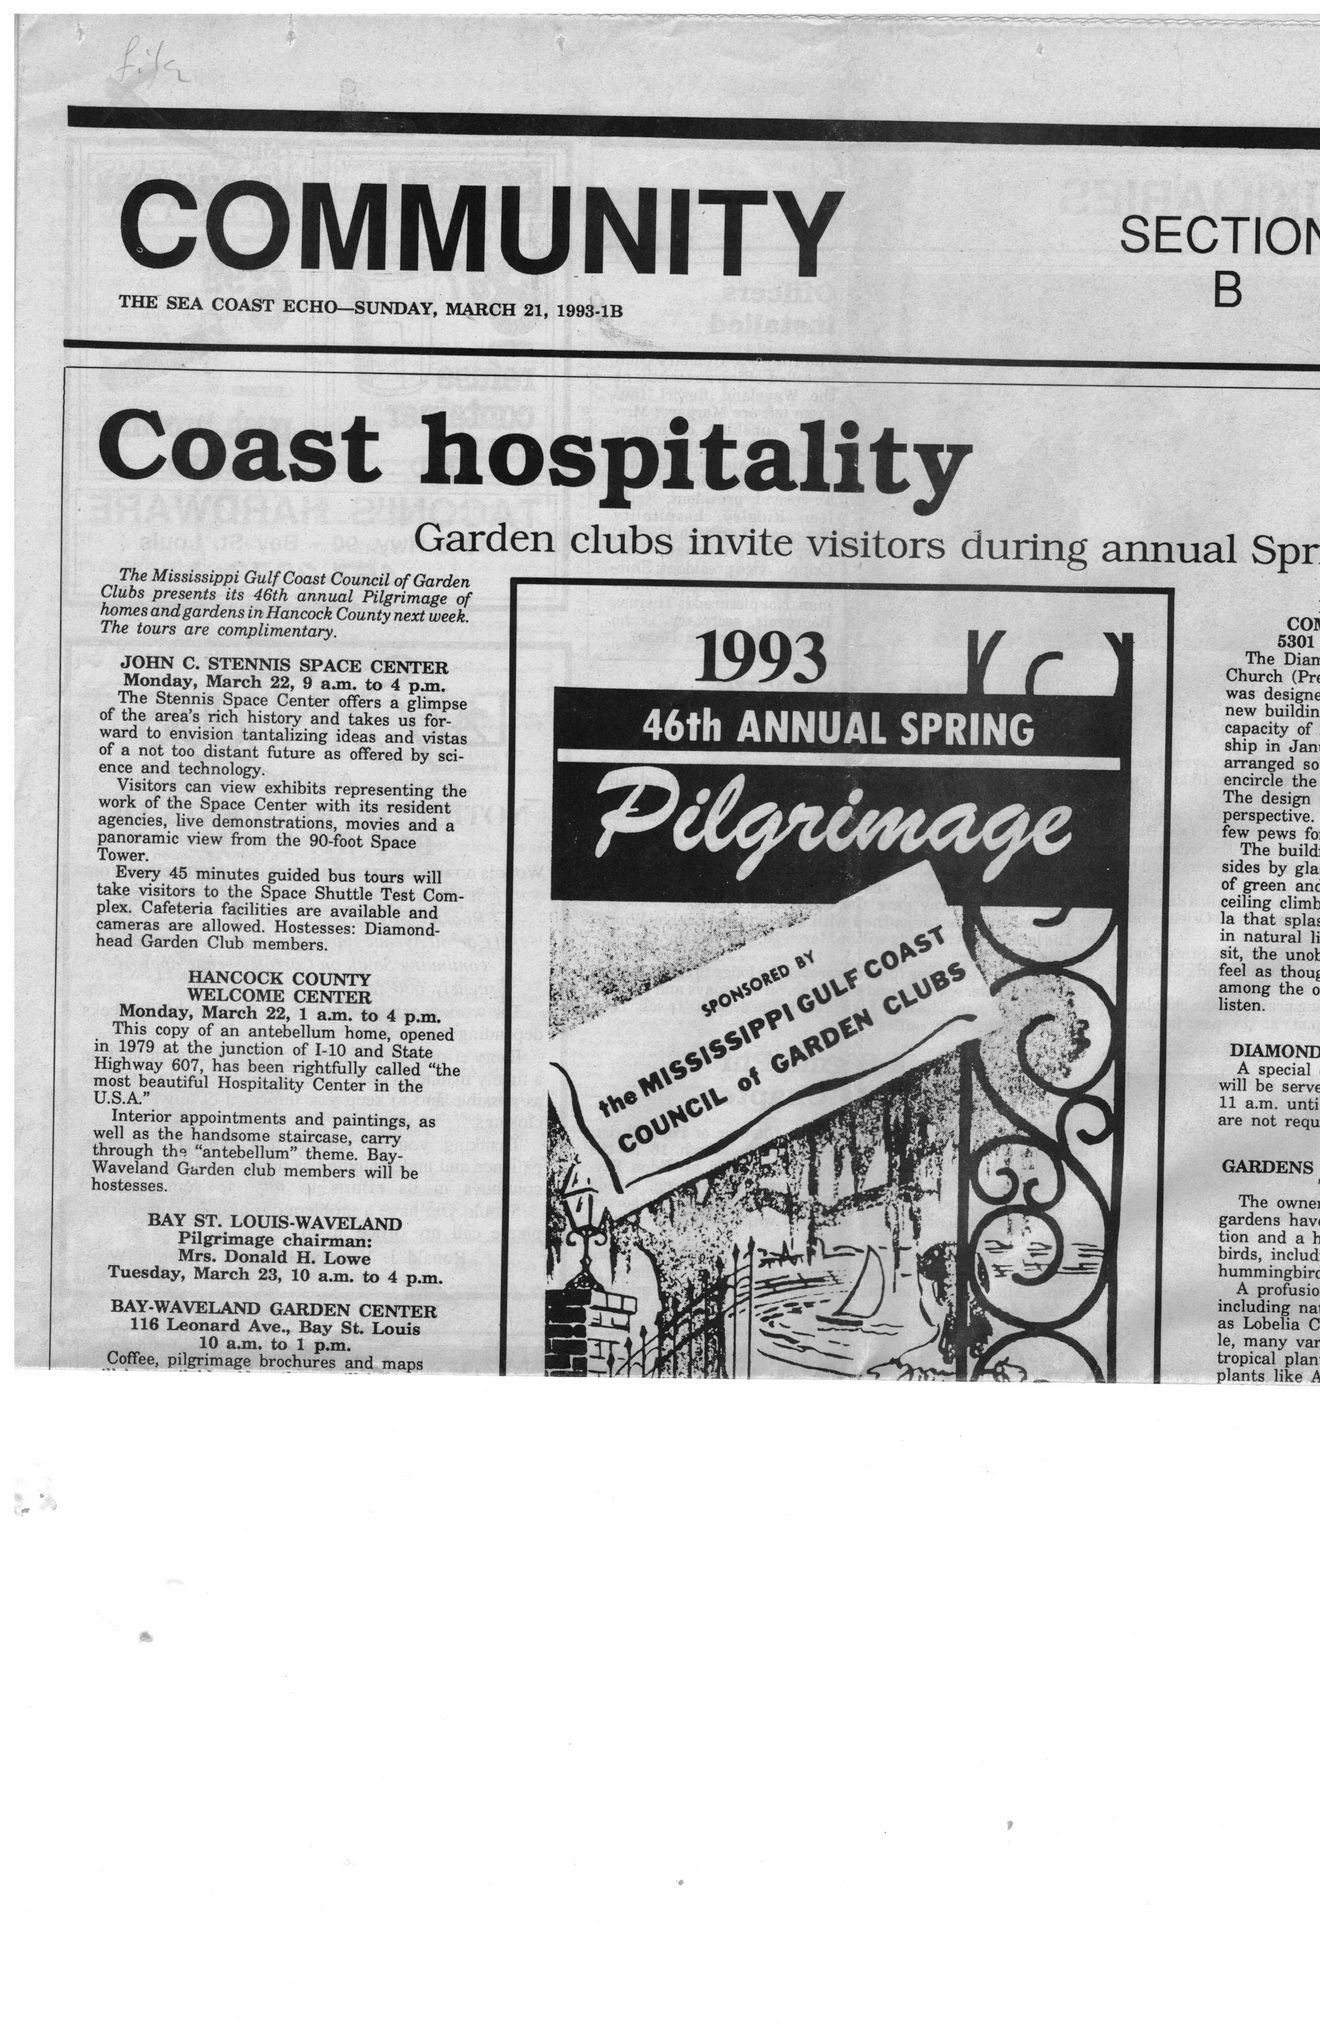 file
COMMUNITY
THE SEA COAST ECHO—SUNDAY, MARCH 21, 1993-1B
SECTION
B
Coast hospitality
Garden clubs invite visitors during annual Spri
The Mississippi Gulf Coast Council of Garden
Clubs presents its 46th annual Pilgrimage of
homes and gardens in Hancock County next week.
The tours are complimentary.
JOHN C. STENNIS SPACE CENTER
Monday, March 22, 9 a.m. to 4 p.m.
The Stennis Space Center offers a glimpse
of the area's rich history and takes us for-
ward to envision tantalizing ideas and vistas
of a not too distant future as offered by sci-
ence and technology.
Visitors can view exhibits representing the
work of the Space Center with its resident
agencies, live demonstrations, movies and a
panoramic view from the 90-foot Space
Tower.
Every 45 minutes guided bus tours will
take visitors to the Space Shuttle Test Com-
plex. Cafeteria facilities are available and
cameras are allowed. Hostesses: Diamond-
head Garden Club members.
HANCOCK COUNTY
WELCOME CENTER
Monday, March 22, 1 a.m. to 4 p.m.
This copy of an antebellum home, opened
in 1979 at the junction of I-10 and State
Highway 607, has been rightfully called "the
most beautiful Hospitality Center in the
U.S.A."
Interior appointments and paintings, as
well as the handsome staircase, carry
through the "antebellum" theme. Bay-
Waveland Garden club members will be
hostesses.
BAY ST. LOUIS-WAVELAND
Pilgrimage chairman:
Mrs. Donald H. Lowe
Tuesday, March 23, 10 a.m. to 4 p.m.
BAY-WAVELAND GARDEN CENTER
116 Leonard Ave., Bay St. Louis
10 a.m. to 1 p.m.
Coffee, pilgrimage brochures and maps
1993
46th ANNUAL SPRING
Pilgrimage
SPONSORED BY
the MISSISSIPPI GULF COAST
COUNCIL of GARDEN CLUBS
COM
5301
The Diam
Church (Pre
was designe
new buildin
capacity of
ship in Janu
arranged so
encircle the
The design
perspective.
few pews fo
The buildi
sides by gla
of green and
ceiling climb
la that splas
in natural li
sit, the unob
feel as thoug
among the o
listen.
DIAMOND
A special
will be serve
11 a.m. unti
are not requ
GARDENS
The owner
gardens have
tion and a h
birds, includ
hummingbird
A profusio
including nat
as Lobelia C
le, many var
tropical plan
plants like A